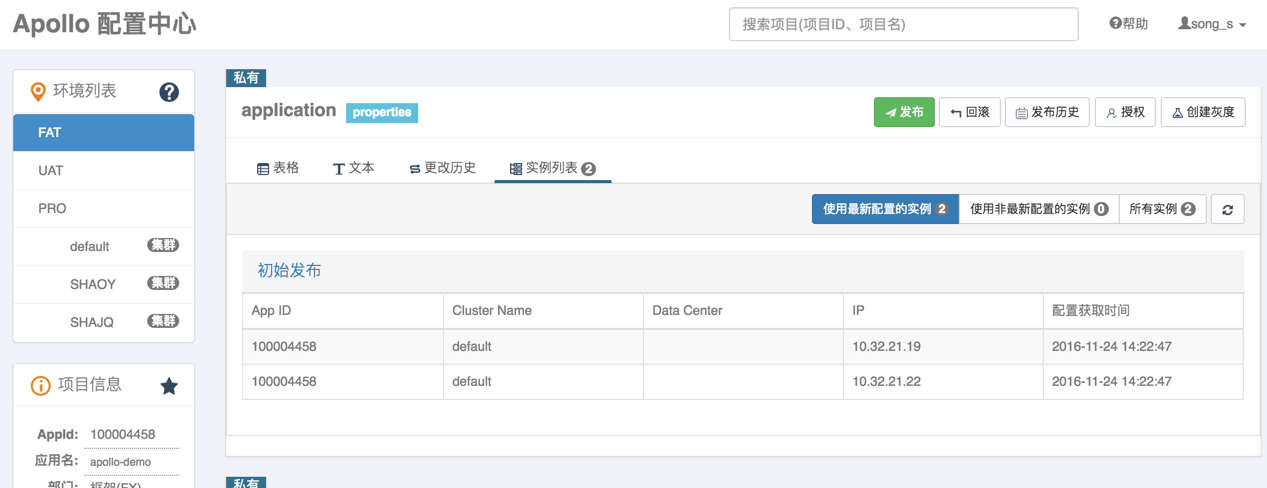 Apollo 配置中心
搜索项目(项目ID、项目名)
帮助
song_s
环境列表
FAT
UAT
PRO
default 集群
SHAOY 集群
SHAJQ 集群
项目信息
AppId: 100004458
应用名: apollo-demo
部门: 框架(FX)
私有
application properties
发布 回滚 发布历史 授权 创建灰度
表格 文本 更改历史 实例列表 2
使用最新配置的实例 2 使用非最新配置的实例 0 所有实例 2
初始发布
App ID Cluster Name Data Center IP 配置获取时间
100004458 default 10.32.21.19 2016-11-24 14:22:47
100004458 default 10.32.21.22 2016-11-24 14:22:47
私有